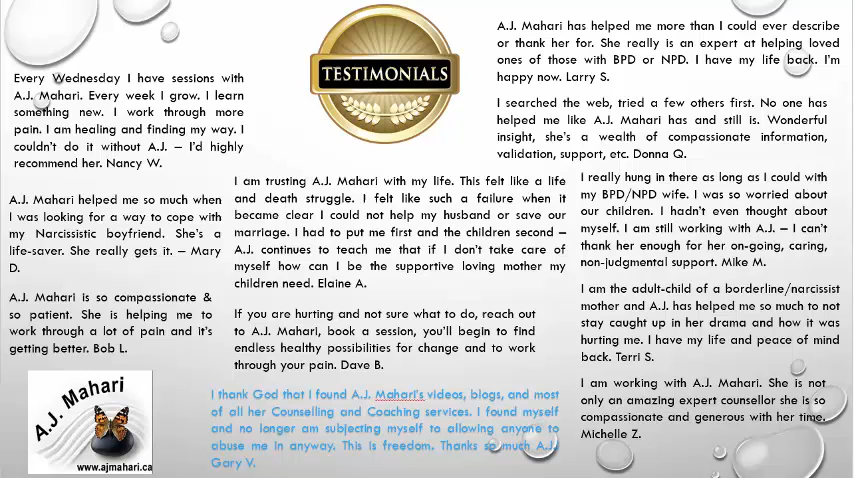 Every Wednesday I have sessions with
A.J. Mahari. Every week I grow. I learn
something new. I work through more
pain. I am healing and finding my way. I
couldn't do it without A.J. – I'd highly
recommend her. Nancy W.
A.J. Mahari helped me so much when
I was looking for a way to cope with
my Narcissistic boyfriend. She's a
life-saver. She really gets it. – Mary
D.
A.J. Mahari is so compassionate &
so patient. She is helping me to
work through a lot of pain and it's
getting better. Bob L.
A.J. Mahari
www.ajmahari.ca
TESTIMONIALS
I am trusting A.J. Mahari with my life. This felt like a life
and death struggle. I felt like such a failure when it
became clear I could not help my husband or save our
marriage. I had to put me first and the children second –
A.J. continues to teach me that if I don't take care of
myself how can I be the supportive loving mother my
children need. Elaine A.
If you are hurting and not sure what to do, reach out
to A.J. Mahari, book a session, you'll begin to find
endless healthy possibilities for change and to work
through your pain. Dave B.
I thank God that I found A.J. Mahari's videos, blogs, and most
of all her Counselling and Coaching services. I found myself
and no longer am subjecting myself to allowing anyone to
abuse me in anyway. This is freedom. Thanks so much A.J.
Gary V.
A.J. Mahari has helped me more than I could ever describe
or thank her for. She really is an expert at helping loved
ones of those with BPD or NPD. I have my life back. I'm
happy now. Larry S.
I searched the web, tried a few others first. No one has
helped me like A.J. Mahari has and still is. Wonderful
insight, she's a wealth of compassionate information,
validation, support, etc. Donna Q.
I really hung in there as long as I could with
my BPD/NPD wife. I was so worried about
our children. I hadn't even thought about
myself. I am still working with A.J. – I can't
thank her enough for her on-going, caring,
non-judgmental support. Mike M.
I am the adult-child of a borderline/narcissist
mother and A.J. has helped me so much to not
stay caught up in her drama and how it was
hurting me. I have my life and peace of mind
back. Terri S.
I am working with A.J. Mahari. She is not
only an amazing expert counsellor she is so
compassionate and generous with her time.
Michelle Z.